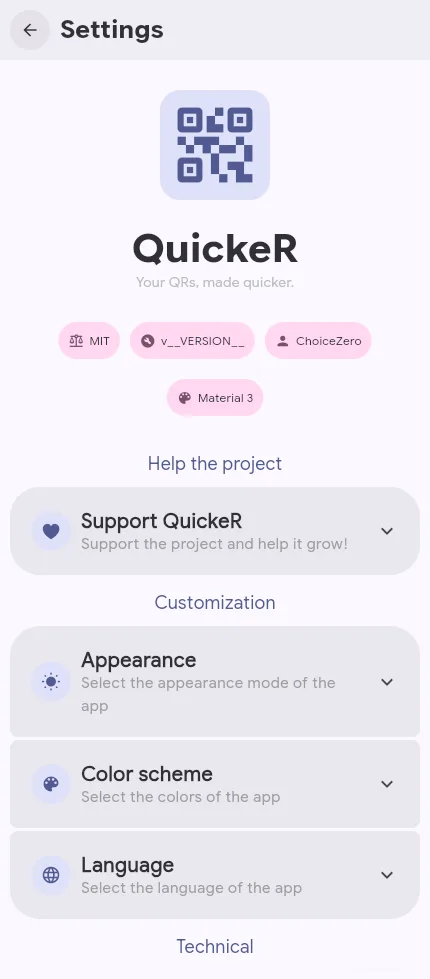 Settings
QuickeR
Your QRs, made quicker.
MIT
v__VERSION__
ChoiceZero
Material 3
Help the project
Support QuickeR
Support the project and help it grow!
Customization
Appearance
Select the appearance mode of the
app
Color scheme
Select the colors of the app
Language
Select the language of the app
Technical